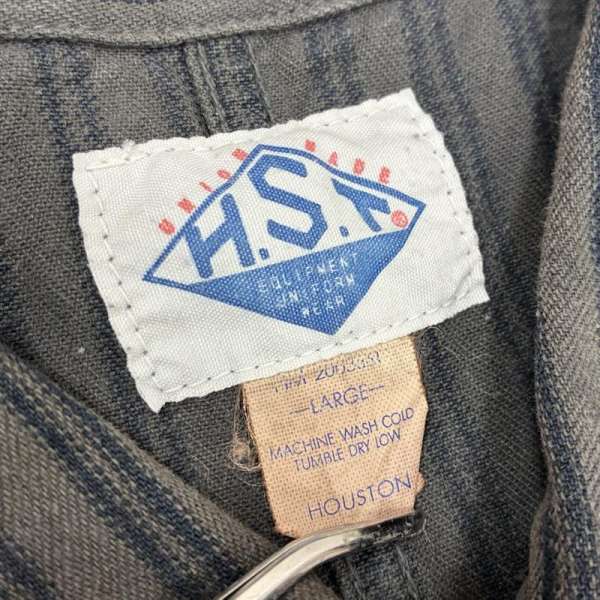 UNION MADE
H.S.T.
EQUIPMENT
UNIFORM
WEAR
—LARGE—
MACHINE WASH COLD
TUMBLE DRY LOW
HOUSTON